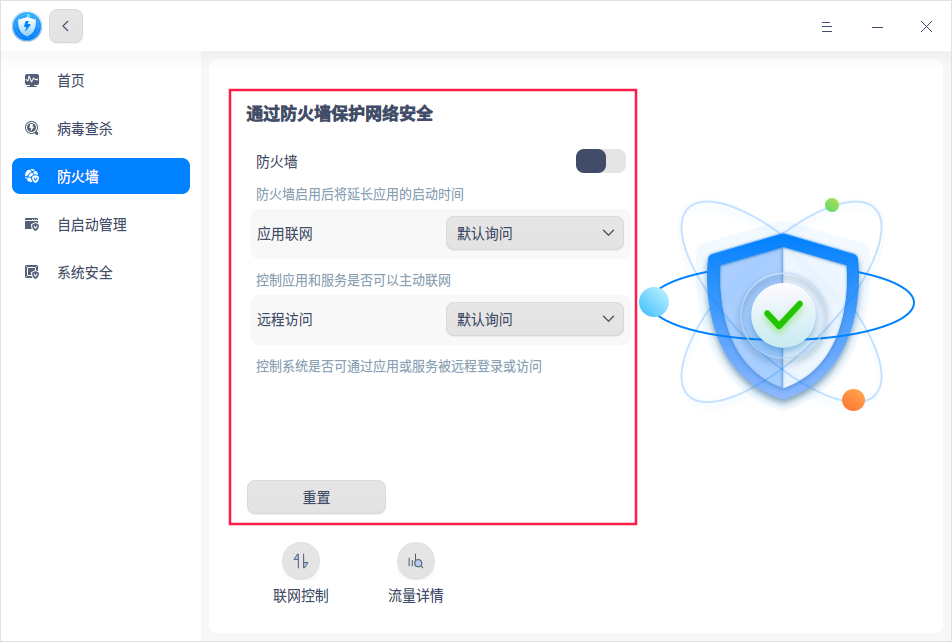 首页
病毒查杀
防火墙
自启动管理
系统安全
通过防火墙保护网络安全
防火墙
防火墙启用后将延长应用的启动时间
应用联网
默认询问
控制应用和服务是否可以主动联网
远程访问
默认询问
控制系统是否可通过应用或服务被远程登录或访问
重置
联网控制
流量详情